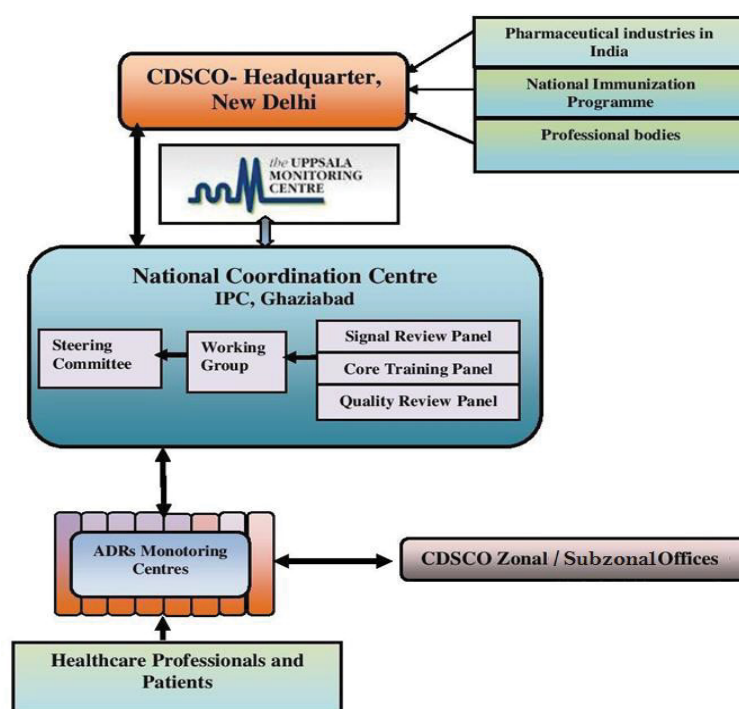 Pharmaceutical industries in
India
CDSCO- Headquarter,
New Delhi
National Immunization
Programme
Professional bodies
the UPPSALA
MONITORING
CENTRE
National Coordination Centre
IPC, Ghaziabad
Steering
Committee
Working
Group
Signal Review Panel
Core Training Panel
Quality Review Panel
ADRs Monotoring
Centres
CDSCO Zonal / Subzonal Offices
Healthcare Professionals and
Patients